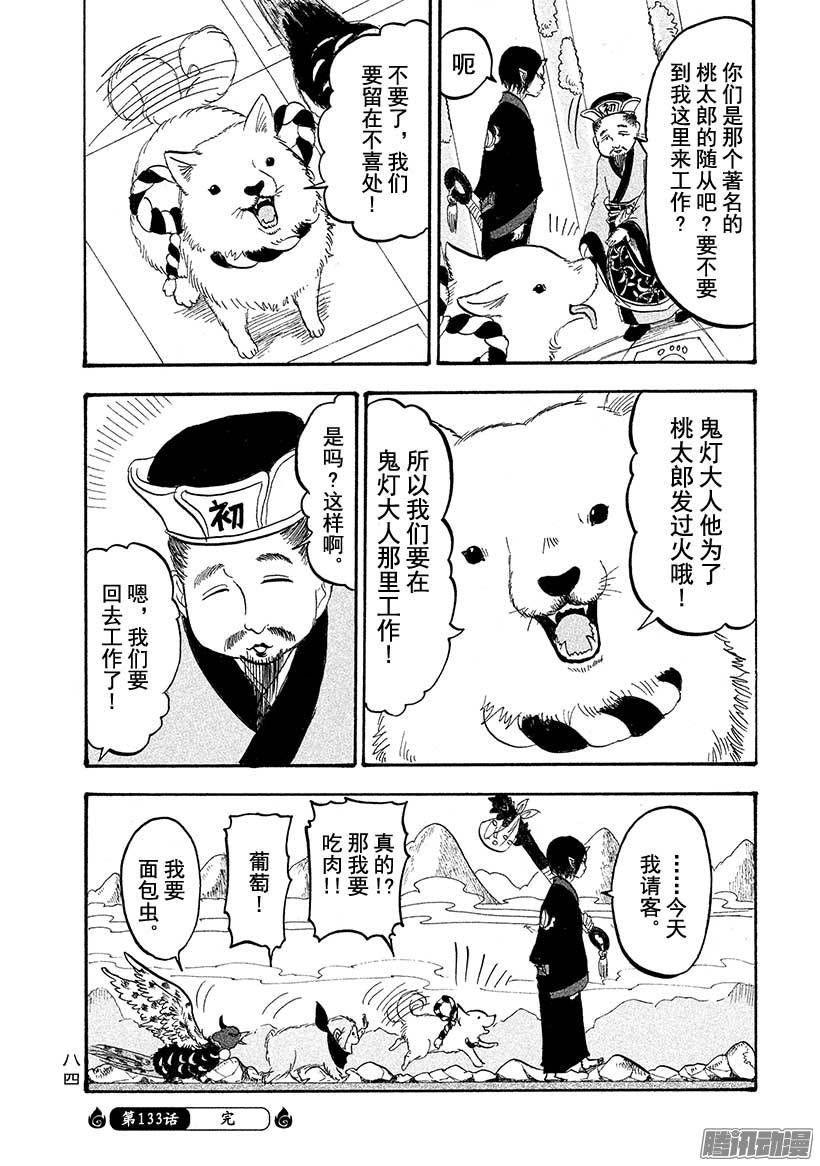 你们是那个著名的
桃太郎的随从吧？要不要
到我这里来工作？
呃
初
不要了，我们
要留在不喜处！
鬼灯大人他为了
桃太郎发过火哦！
所以我们要在
鬼灯大人那里工作！
是吗？这样啊。
初
嗯，我们要
回去工作了！
……今天
我请客。
真的!?
那我要
吃肉!!
葡萄！
我要
面包虫。
八四
第133话 完
腾讯动漫